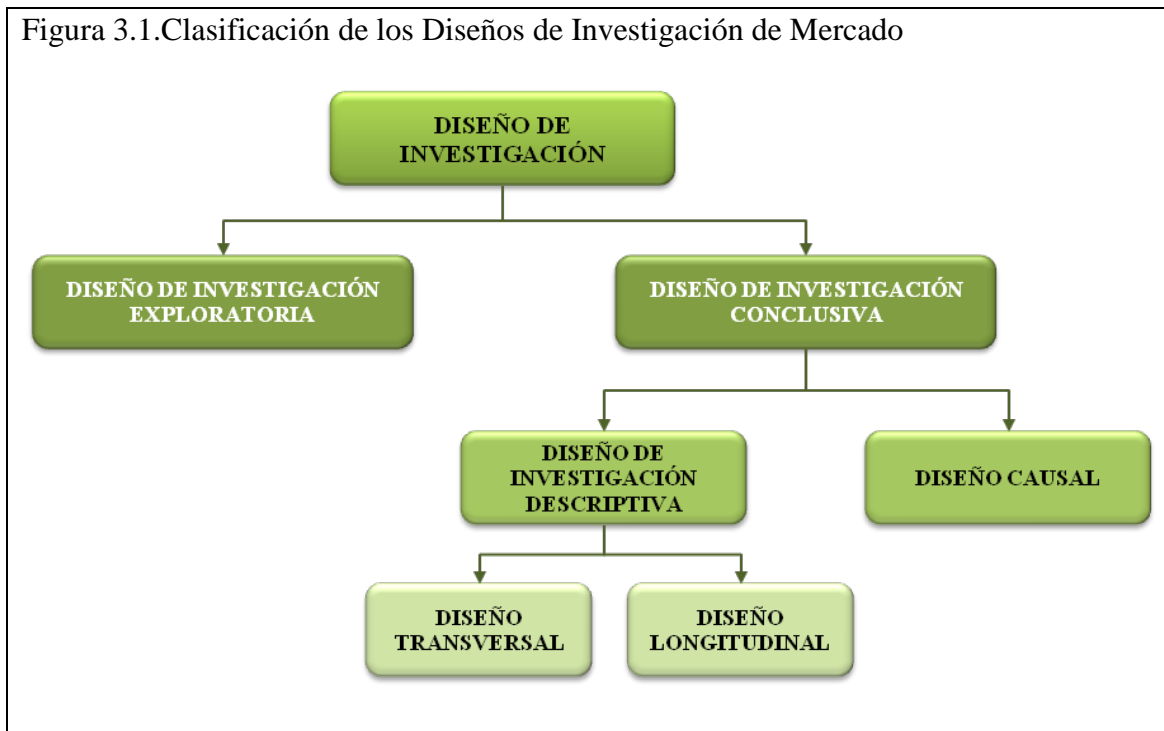 Figura 3.1.Clasificación de los Diseños de Investigación de Mercado
DISEÑO DE
INVESTIGACIÓN
DISEÑO DE INVESTIGACIÓN
EXPLORATORIA
DISEÑO DE INVESTIGACIÓN
CONCLUSIVA
DISEÑO DE
INVESTIGACIÓN
DESCRIPTIVA
DISEÑO CAUSAL
DISEÑO
TRANSVERSAL
DISEÑO
LONGITUDINAL